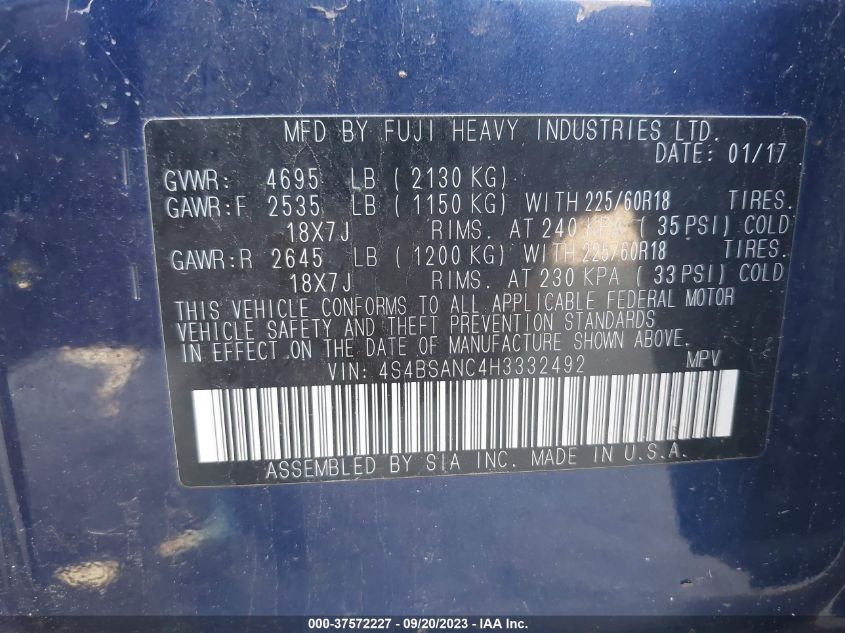 MFD BY FUJI HEAVY INDUSTRIES LTD.
DATE: 01/17
GVWR: 4695 LB ( 2130 KG)
GAWR:F 2535 LB ( 1150 KG) WITH 225/60R18 TIRES.
18X7J RIMS. AT 240 KPA ( 35 PSI) COLD
GAWR:R 2645 LB ( 1200 KG) WITH 225/60R18 TIRES.
18X7J RIMS. AT 230 KPA ( 33 PSI) COLD
THIS VEHICLE CONFORMS TO ALL APPLICABLE FEDERAL MOTOR
VEHICLE SAFETY AND THEFT PREVENTION STANDARDS
IN EFFECT ON THE DATE OF MANUFACTURE SHOWN ABOVE.
VIN: 4S4BSANC4H3332492 MPV
ASSEMBLED BY SIA INC. MADE IN U.S.A.
000-37572227 - 09/20/2023 - IAAI.com